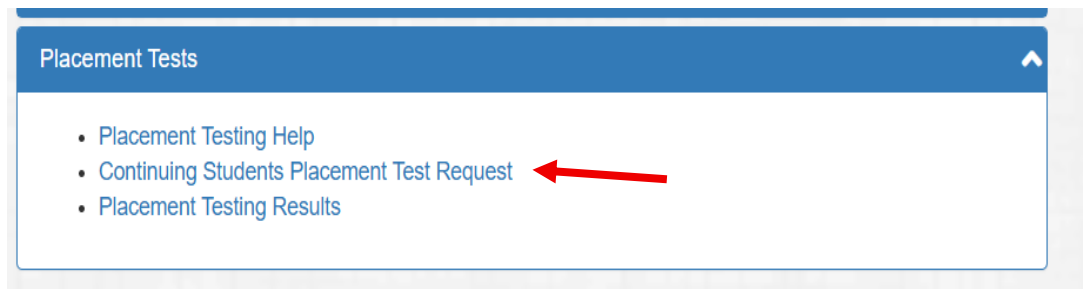 Placement Tests
Placement Testing Help
Continuing Students Placement Test Request
Placement Testing Results